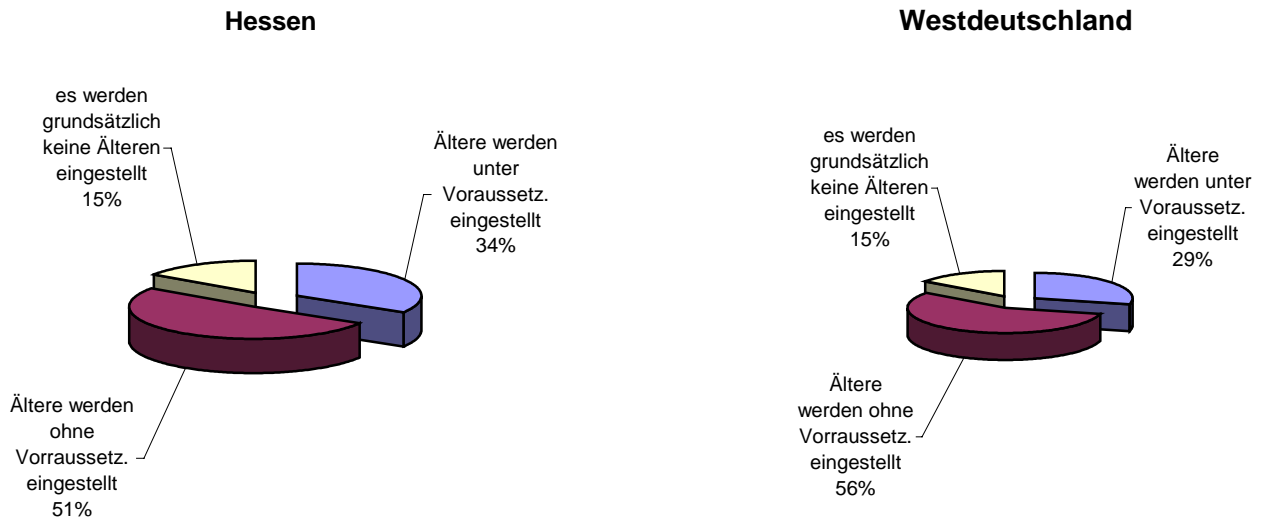 Hessen
es werden
grundsätzlich
keine Älteren
eingestellt
15%
Ältere werden
unter
Voraussetz.
eingestellt
34%
Ältere werden
ohne
Vorraussetz.
eingestellt
51%
Westdeutschland
es werden
grundsätzlich
keine Älteren
eingestellt
15%
Ältere
werden unter
Voraussetz.
eingestellt
29%
Ältere
werden ohne
Vorraussetz.
eingestellt
56%